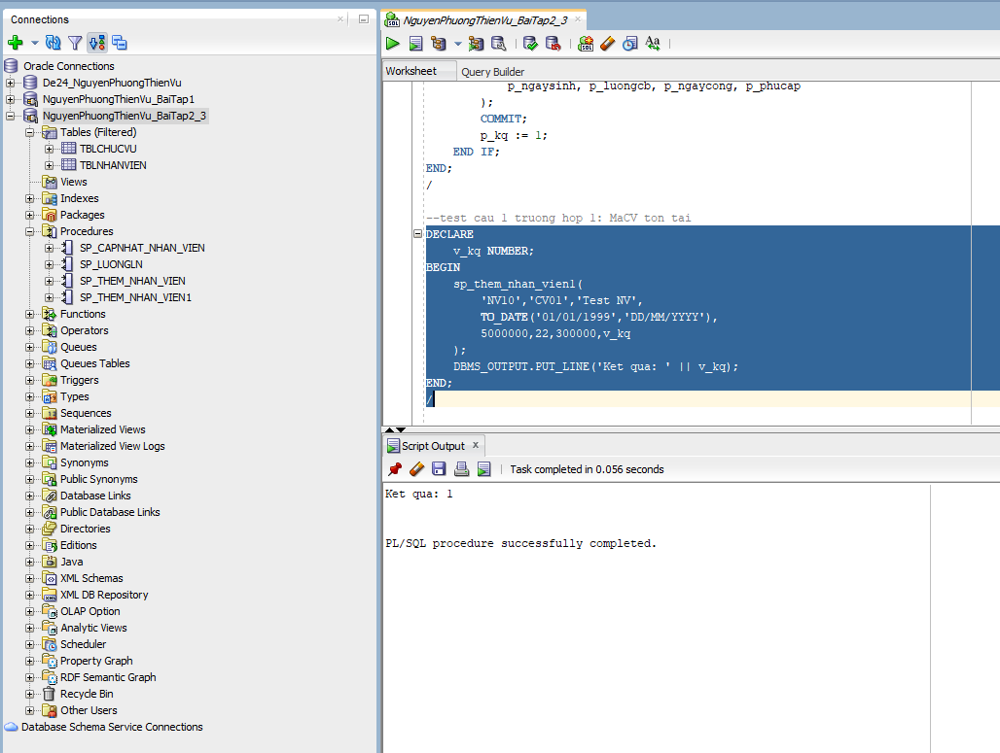 Connections
Oracle Connections
De24_NguyenPhuongThienVu
NguyenPhuongThienVu_BaiTap1
NguyenPhuongThienVu_BaiTap2_3
Tables (Filtered)
TBLCHUCVU
TBLNHANVIEN
Views
Indexes
Packages
Procedures
SP_CAPNHAT_NHAN_VIEN
SP_LUONGLN
SP_THEM_NHAN_VIEN
SP_THEM_NHAN_VIEN1
Functions
Operators
Queues
Queues Tables
Triggers
Types
Sequences
Materialized Views
Materialized View Logs
Synonyms
Public Synonyms
Database Links
Public Database Links
Directories
Editions
Java
XML Schemas
XML DB Repository
OLAP Option
Analytic Views
Scheduler
Property Graph
RDF Semantic Graph
Recycle Bin
Other Users
Database Schema Service Connections
NguyenPhuongThienVu_BaiTap2_3
Worksheet Query Builder
p_ngaysinh, p_luongcb, p_ngaycong, p_phucap
);
COMMIT;
p_kq := 1;
END IF;
END;
/
--test cau 1 truong hop 1: MaCV ton tai
DECLARE
v_kq NUMBER;
BEGIN
sp_them_nhan_vien1(
'NV10','CV01','Test NV',
TO_DATE('01/01/1999','DD/MM/YYYY'),
5000000,22,300000,v_kq
);
DBMS_OUTPUT.PUT_LINE('Ket qua: ' || v_kq);
END;
/
Script Output
Task completed in 0.056 seconds
Ket qua: 1
PL/SQL procedure successfully completed.